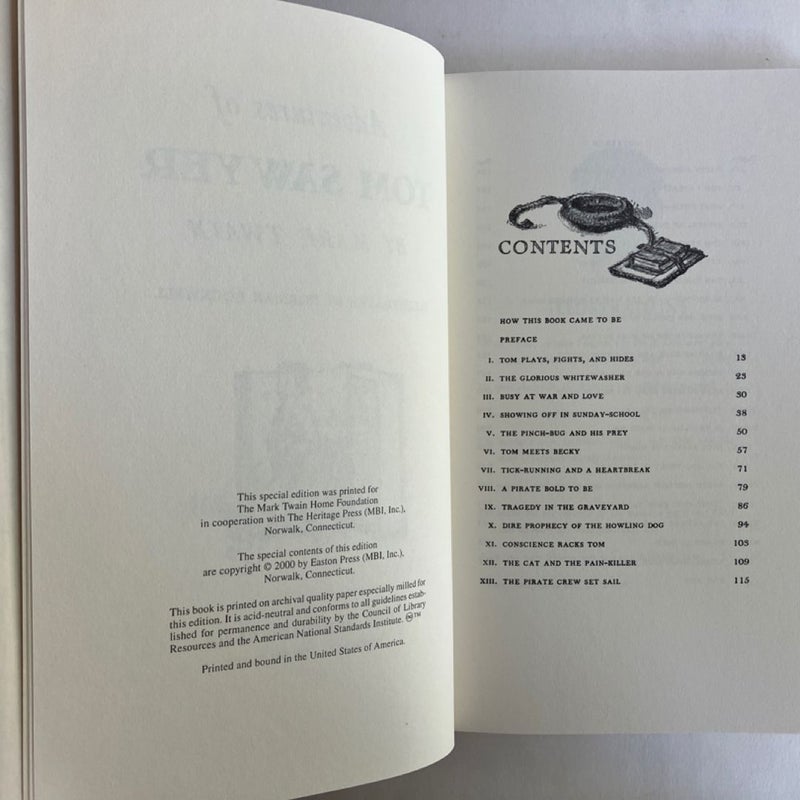 This special edition was printed for
The Mark Twain Home Foundation
in cooperation with The Heritage Press (MBI, Inc.),
Norwalk, Connecticut.
The special contents of this edition
are copyright © 2000 by Easton Press (MBI, Inc.),
Norwalk, Connecticut.
This book is printed on archival quality paper especially milled for
this edition. It is acid-neutral and conforms to all guidelines estab-
lished for permanence and durability by the Council of Library
Resources and the American National Standards Institute. ♾™
Printed and bound in the United States of America.
CONTENTS
HOW THIS BOOK CAME TO BE
PREFACE
I. TOM PLAYS, FIGHTS, AND HIDES 13
II. THE GLORIOUS WHITEWASHER 23
III. BUSY AT WAR AND LOVE 30
IV. SHOWING OFF IN SUNDAY-SCHOOL 38
V. THE PINCH-BUG AND HIS PREY 50
VI. TOM MEETS BECKY 57
VII. TICK-RUNNING AND A HEARTBREAK 71
VIII. A PIRATE BOLD TO BE 79
IX. TRAGEDY IN THE GRAVEYARD 86
X. DIRE PROPHECY OF THE HOWLING DOG 94
XI. CONSCIENCE RACKS TOM 103
XII. THE CAT AND THE PAIN-KILLER 109
XIII. THE PIRATE CREW SET SAIL 115